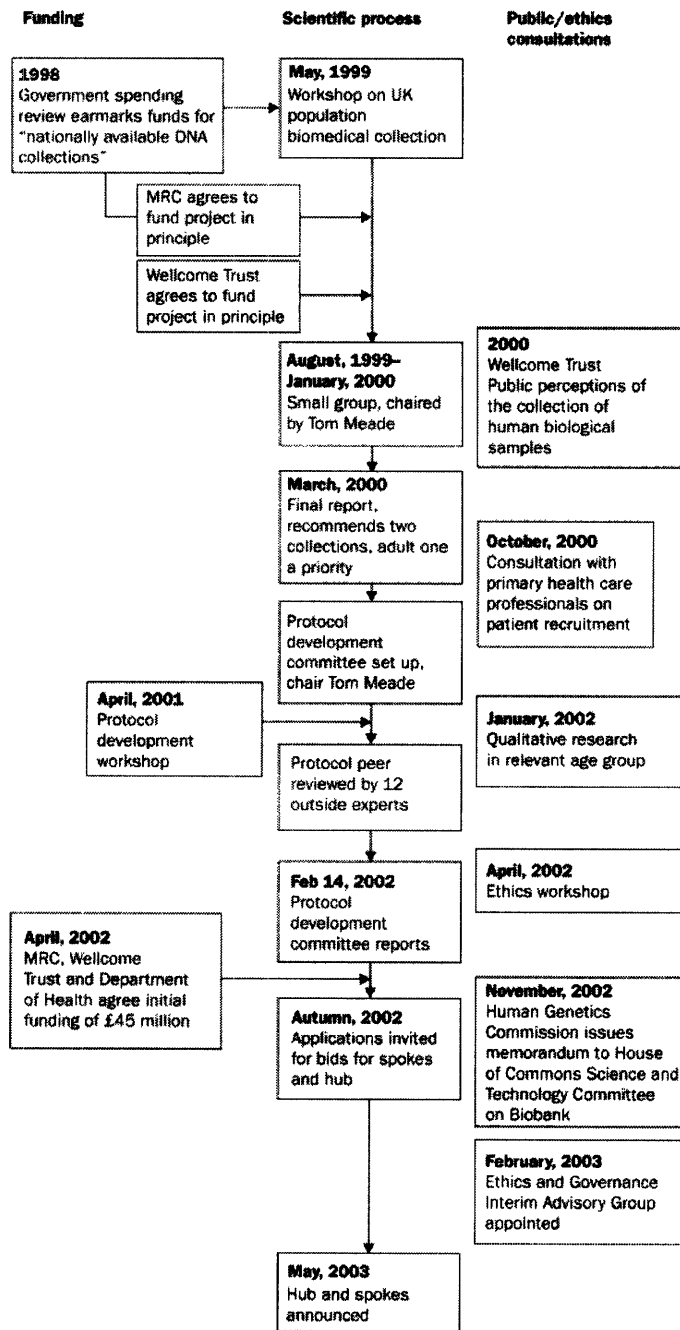 Funding
Scientific process
Public/ethics
consultations
1998
Government spending
review earmarks funds for
"nationally available DNA
collections"
May, 1999
Workshop on UK
population
biomedical collection
MRC agrees to
fund project in
principle
Wellcome Trust
agrees to fund
project in principle
August, 1999–
January, 2000
Small group, chaired
by Tom Meade
2000
Wellcome Trust
Public perceptions of
the collection of
human biological
samples
March, 2000
Final report,
recommends two
collections, adult one
a priority
October, 2000
Consultation with
primary health care
professionals on
patient recruitment
Protocol
development
committee set up,
chair Tom Meade
April, 2001
Protocol
development
workshop
January, 2002
Qualitative research
in relevant age group
Protocol peer
reviewed by 12
outside experts
April, 2002
Ethics workshop
Feb 14, 2002
Protocol
development
committee reports
April, 2002
MRC, Wellcome
Trust and Department
of Health agree initial
funding of £45 million
November, 2002
Human Genetics
Commission issues
memorandum to House
of Commons Science and
Technology Committee
on Biobank
Autumn, 2002
Applications invited
for bids for spokes
and hub
February, 2003
Ethics and Governance
Interim Advisory Group
appointed
May, 2003
Hub and spokes
announced